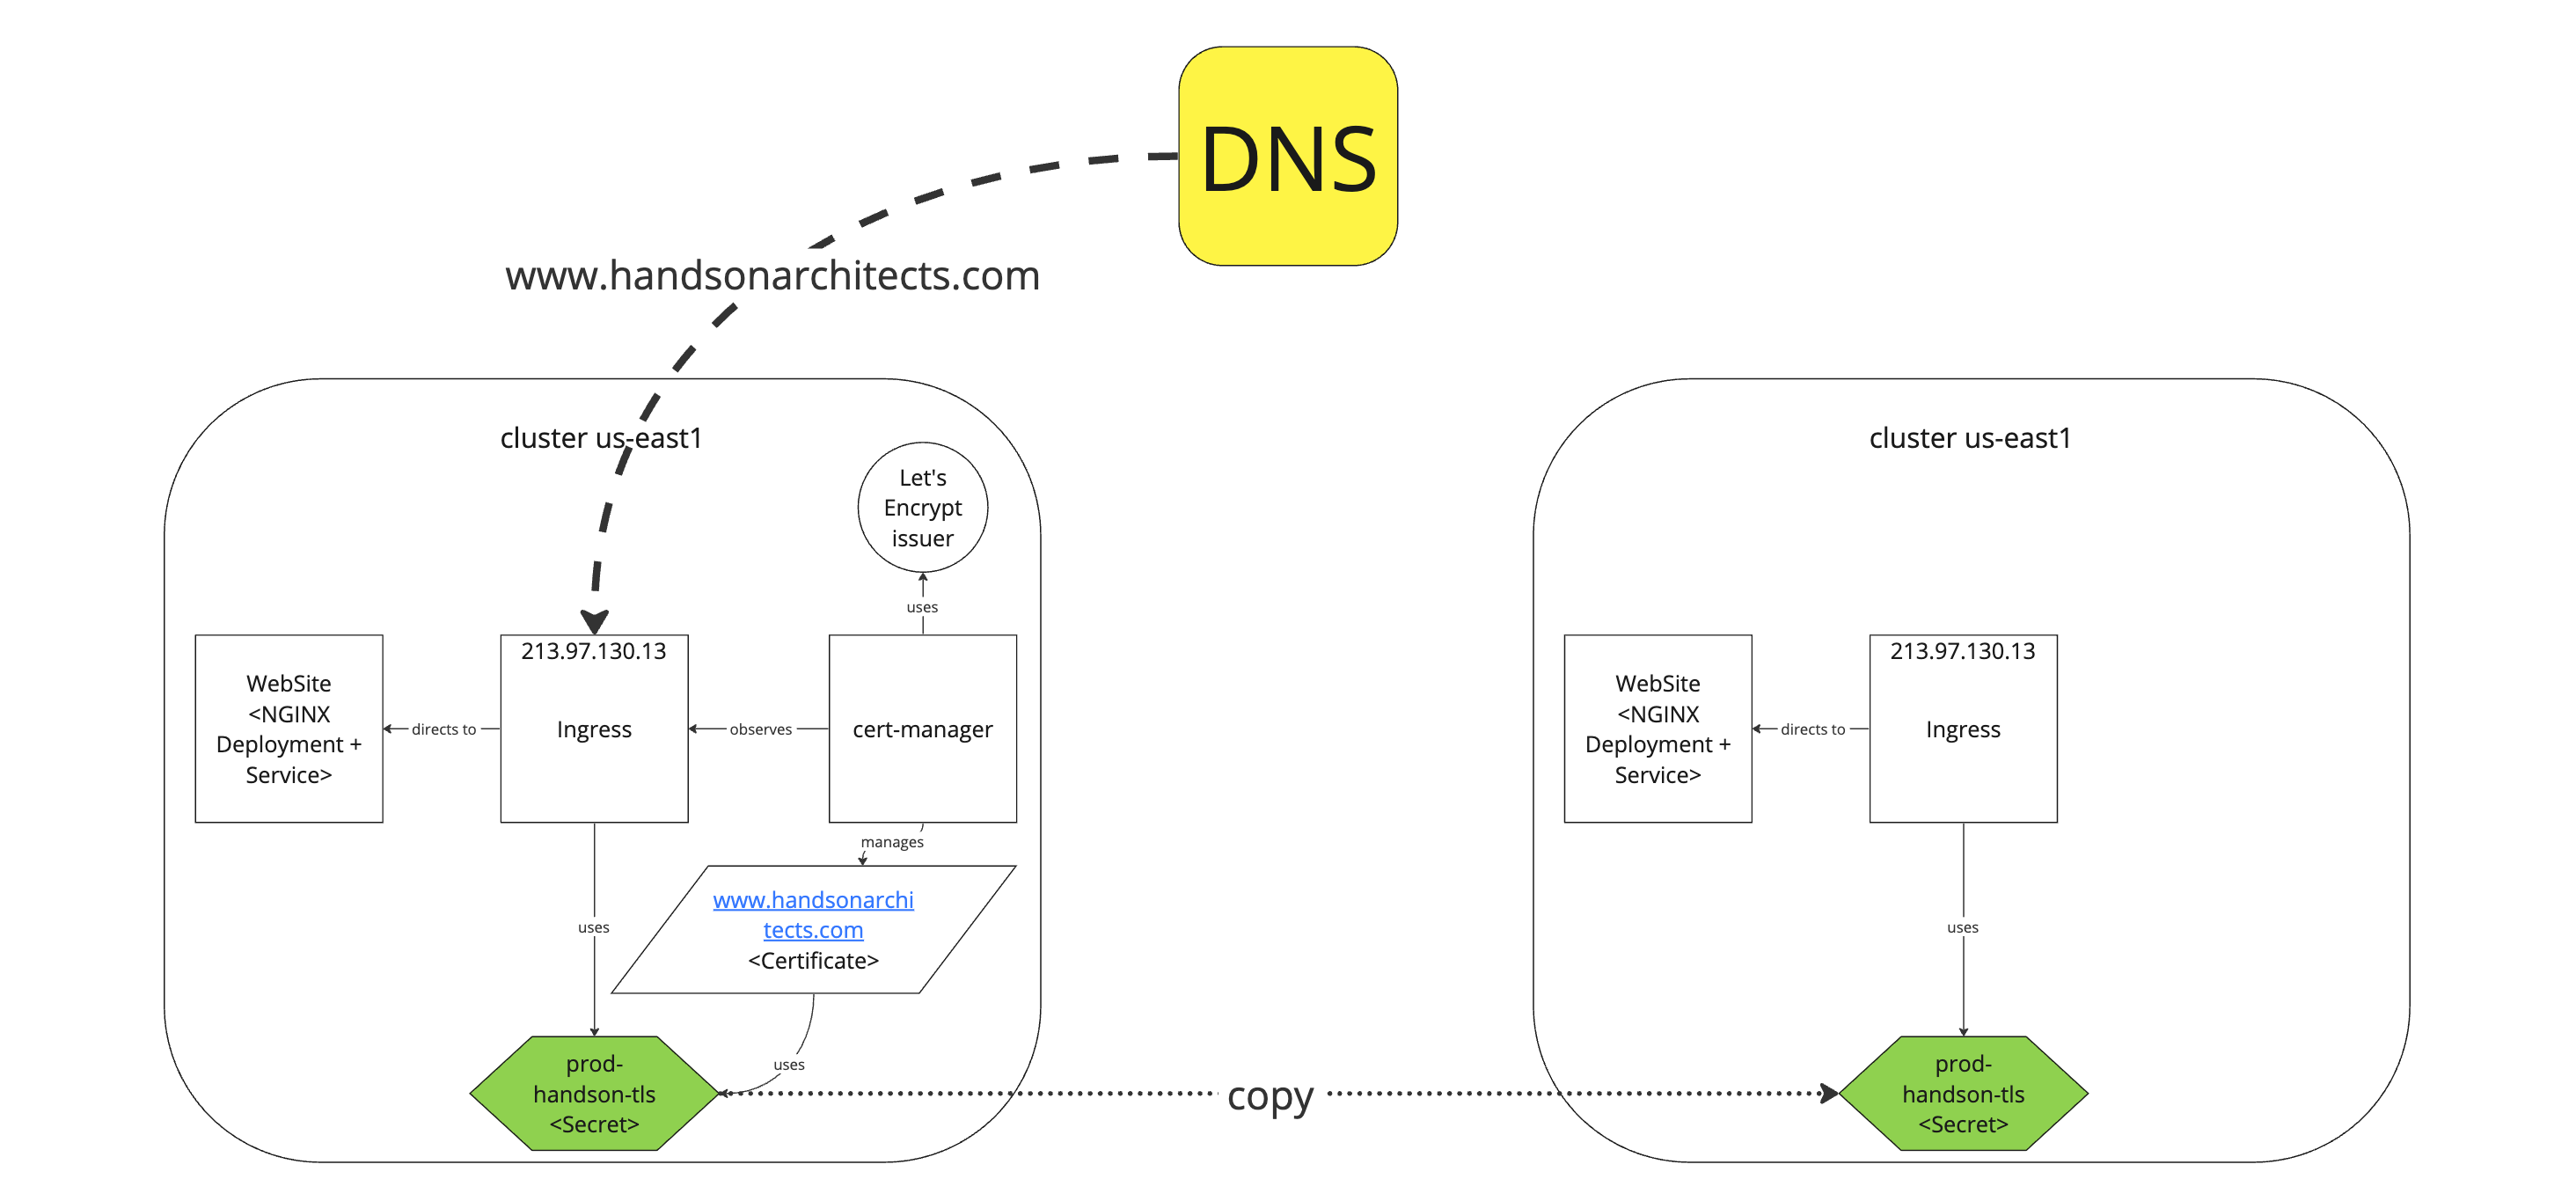 DNS
www.handsonarchitects.com
cluster us-east1
Let's
Encrypt
issuer
uses
213.97.130.13
WebSite
<NGINX
Deployment +
Service>
directs to
Ingress
observes
cert-manager
manages
www.handsonarchi
tects.com
<Certificate>
uses
uses
prod-
handson-tls
<Secret>
copy
cluster us-east1
213.97.130.13
WebSite
<NGINX
Deployment +
Service>
directs to
Ingress
uses
prod-
handson-tls
<Secret>